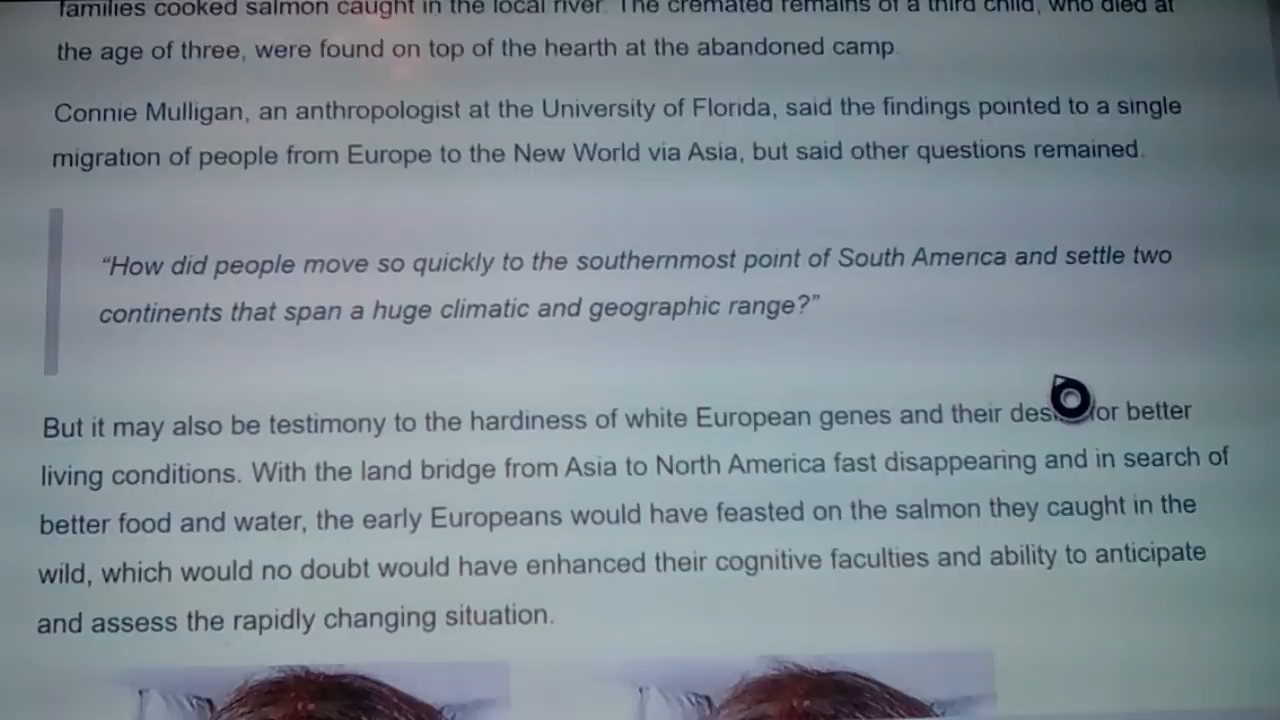 families cooked salmon caught in the local river. The cremated remains of a third child, who died at
the age of three, were found on top of the hearth at the abandoned camp.
Connie Mulligan, an anthropologist at the University of Florida, said the findings pointed to a single
migration of people from Europe to the New World via Asia, but said other questions remained.
“How did people move so quickly to the southernmost point of South America and settle two
continents that span a huge climatic and geographic range?”
But it may also be testimony to the hardiness of white European genes and their for better
living conditions. With the land bridge from Asia to North America fast disappearing and in search of
better food and water, the early Europeans would have feasted on the salmon they caught in the
wild, which would no doubt would have enhanced their cognitive faculties and ability to anticipate
and assess the rapidly changing situation.